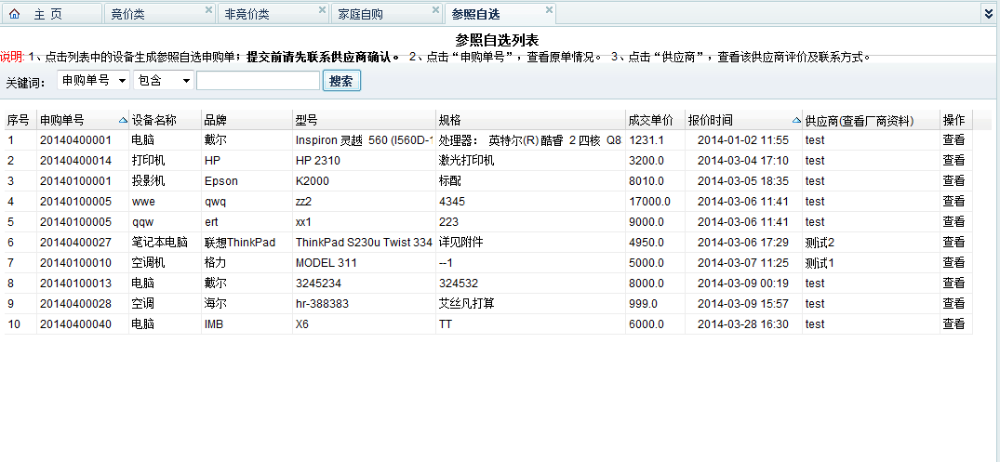 主 页 竞价类 非竞价类 家庭自购 参照自选
参照自选列表
说明: 1、点击列表中的设备生成参照自选申购单；提交前请先联系供应商确认。 2、点击“申购单号”，查看原单情况。 3、点击“供应商”，查看该供应商评价及联系方式。
关键词： 申购单号 包含 搜索
序号 申购单号 设备名称 品牌 型号 规格 成交单价 报价时间 供应商(查看厂商资料) 操作
1 20140400001 电脑 戴尔 Inspiron 灵越 560 (I560D-1 处理器： 英特尔(R) 酷睿 2 四核 Q8 1231.1 2014-01-02 11:55 test 查看
2 20140400014 打印机 HP HP 2310 激光打印机 3200.0 2014-03-04 17:10 test 查看
3 20140100001 投影机 Epson K2000 标配 8010.0 2014-03-05 18:35 test 查看
4 20140100005 wwe qwq zz2 4345 17000.0 2014-03-06 11:41 test 查看
5 20140100005 qqw ert xx1 223 9000.0 2014-03-06 11:41 test 查看
6 20140400027 笔记本电脑 联想ThinkPad ThinkPad S230u Twist 334 详见附件 4950.0 2014-03-06 17:29 测试2 查看
7 20140100010 空调机 格力 MODEL 311 --1 5000.0 2014-03-07 11:25 测试1 查看
8 20140100013 电脑 戴尔 3245234 324532 8000.0 2014-03-09 00:19 test 查看
9 20140400028 空调 海尔 hr-388383 艾丝凡打算 999.0 2014-03-09 15:57 test 查看
10 20140400040 电脑 IMB X6 TT 6000.0 2014-03-28 16:30 test 查看